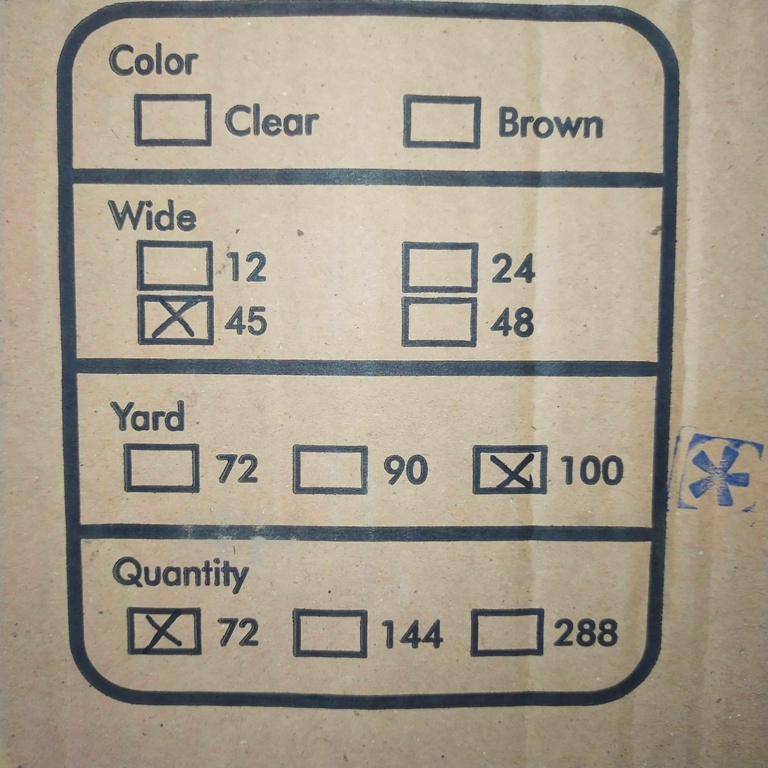 Color
Clear Brown
Wide
12 24
45 48
Yard
72 90 100
Quantity
72 144 288